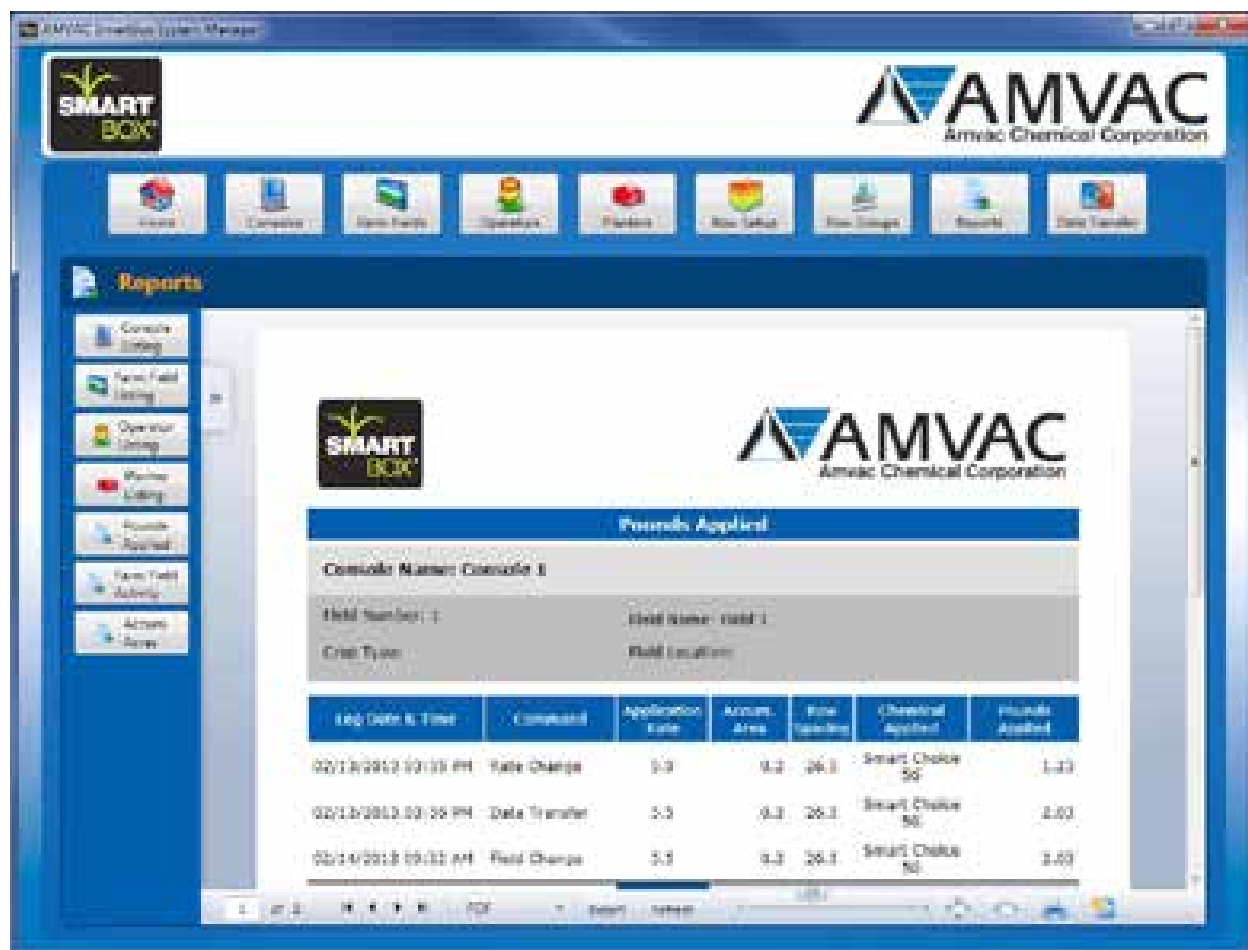 AMVAC SmartBox System Manager
SMART
BOX
AMVAC
Amvac Chemical Corporation
Home
Consoles
Farm Fields
Operators
Planters
Row Setup
Row Groups
Reports
Data Transfer
Reports
Console
Listing
Farm Field
Listing
Operator
Listing
Planter
Listing
Pounds
Applied
Farm Field
Activity
Accum
Acres
SMART
BOX
AMVAC
Amvac Chemical Corporation
Pounds Applied
Console Name: Console 1
Field Number: 1 Field Name: Field 1
Crop Type: Field Location:
Log Date & Time Command Application Rate Accum. Area Row Spacing Chemical Applied Pounds Applied
Rate Change Smart Choice 5G
Data Transfer Smart Choice 5G
Field Change Smart Choice 5G
1 of PDF Export Refresh